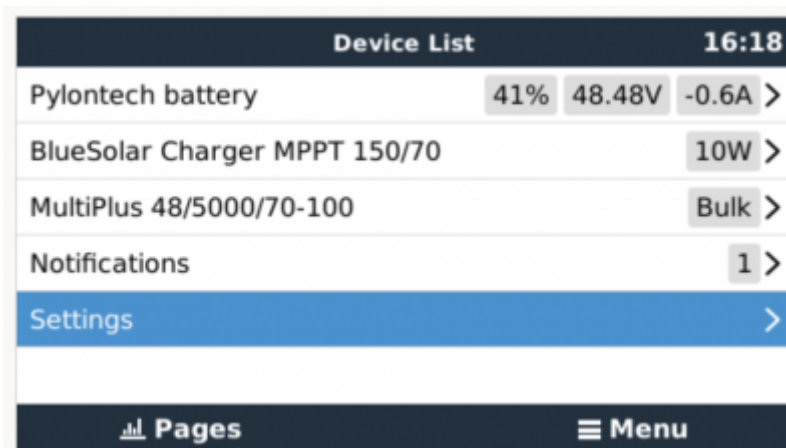 Device List 16:18
Pylontech battery 41% 48.48V -0.6A
BlueSolar Charger MPPT 150/70 10W
MultiPlus 48/5000/70-100 Bulk
Notifications 1
Settings
Pages Menu